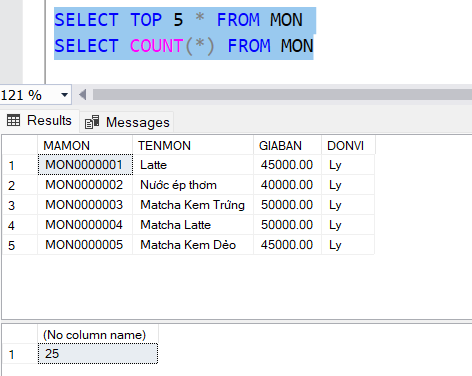 SELECT TOP 5 * FROM MON
SELECT COUNT(*) FROM MON
121 %
Results Messages
MAMON TENMON GIABAN DONVI
1 MON0000001 Latte 45000.00 Ly
2 MON0000002 Nước ép thơm 40000.00 Ly
3 MON0000003 Matcha Kem Trứng 50000.00 Ly
4 MON0000004 Matcha Latte 50000.00 Ly
5 MON0000005 Matcha Kem Dẻo 45000.00 Ly
(No column name)
1 25